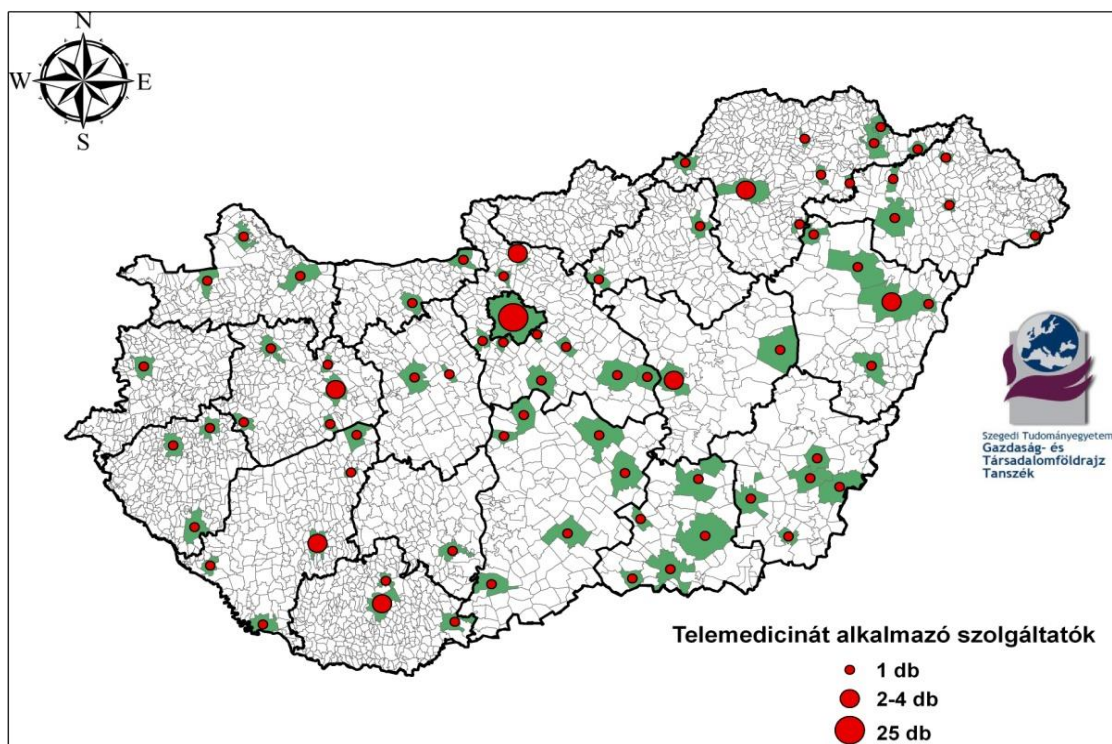 N
W E
S
Szegedi Tudományegyetem
Gazdaság- és
Társadalomföldrajz
Tanszék
Telemedicinát alkalmazó szolgáltatók
1 db
2-4 db
25 db